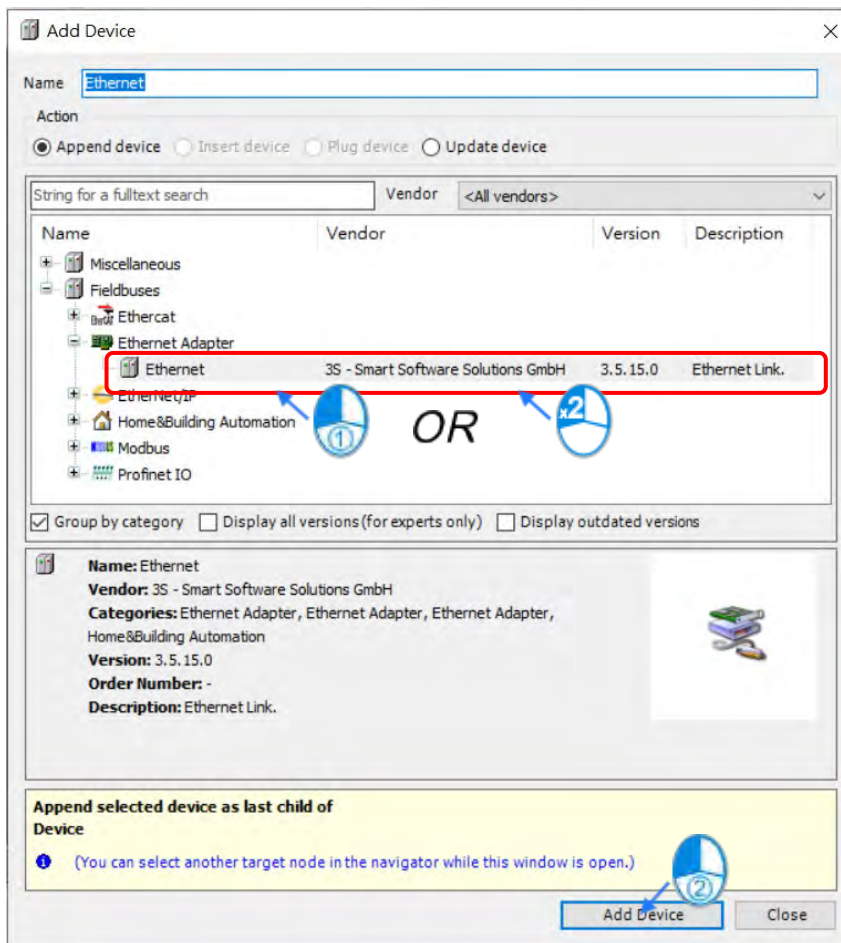 Add Device
Name Ethernet
Action
Append device Insert device Plug device Update device
String for a fulltext search Vendor <All vendors>
Name Vendor Version Description
Miscellaneous
Fieldbuses
Ethercat
Ethernet Adapter
Ethernet 3S - Smart Software Solutions GmbH 3.5.15.0 Ethernet Link.
EtherNet/IP
Home&Building Automation
Modbus
Profinet IO
① OR x2
Group by category Display all versions (for experts only) Display outdated versions
Name: Ethernet
Vendor: 3S - Smart Software Solutions GmbH
Categories: Ethernet Adapter, Ethernet Adapter, Ethernet Adapter,
Home&Building Automation
Version: 3.5.15.0
Order Number: -
Description: Ethernet Link.
Append selected device as last child of
Device
(You can select another target node in the navigator while this window is open.)
②
Add Device Close